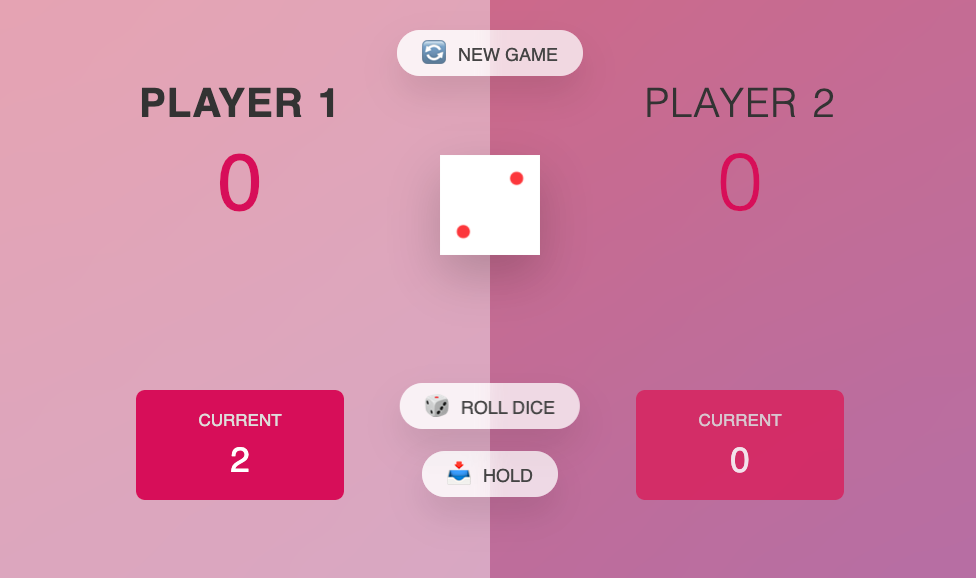 NEW GAME
PLAYER 1
0
PLAYER 2
0
CURRENT
2
ROLL DICE
HOLD
CURRENT
0